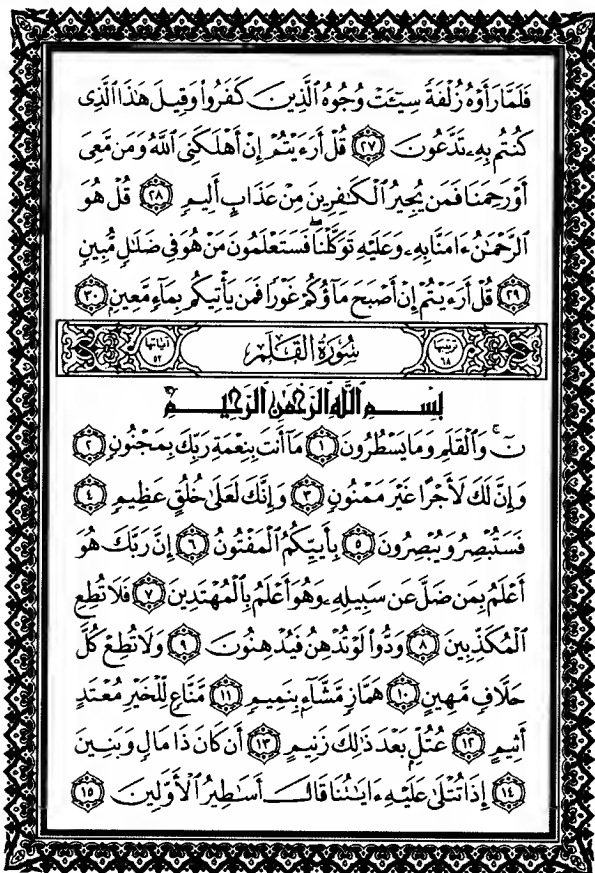 فَلَمَّا رَأَوْهُ زُلْفَةً سِيٓـَٔتْ وُجُوهُ ٱلَّذِينَ كَفَرُوا۟ وَقِيلَ هَـٰذَا ٱلَّذِى
كُنتُم بِهِۦ تَدَّعُونَ ٢٧ قُلْ أَرَءَيْتُمْ إِنْ أَهْلَكَنِىَ ٱللَّهُ وَمَن مَّعِىَ
أَوْ رَحِمَنَا فَمَن يُجِيرُ ٱلْكَـٰفِرِينَ مِنْ عَذَابٍ أَلِيمٍ ٢٨ قُلْ هُوَ
ٱلرَّحْمَـٰنُ ءَامَنَّا بِهِۦ وَعَلَيْهِ تَوَكَّلْنَا ۖ فَسَتَعْلَمُونَ مَنْ هُوَ فِى ضَلَـٰلٍ مُّبِينٍ
٢٩ قُلْ أَرَءَيْتُمْ إِنْ أَصْبَحَ مَآؤُكُمْ غَوْرًا فَمَن يَأْتِيكُم بِمَآءٍ مَّعِينٍ ٣٠
ترتيبها ٦٨ سُورَةُ القَلَمِ آياتها ٥٢
بِسْمِ ٱللَّهِ ٱلرَّحْمَـٰنِ ٱلرَّحِيمِ
نٓ ۚ وَٱلْقَلَمِ وَمَا يَسْطُرُونَ ١ مَآ أَنتَ بِنِعْمَةِ رَبِّكَ بِمَجْنُونٍ ٢
وَإِنَّ لَكَ لَأَجْرًا غَيْرَ مَمْنُونٍ ٣ وَإِنَّكَ لَعَلَىٰ خُلُقٍ عَظِيمٍ ٤
فَسَتُبْصِرُ وَيُبْصِرُونَ ٥ بِأَييِّكُمُ ٱلْمَفْتُونُ ٦ إِنَّ رَبَّكَ هُوَ
أَعْلَمُ بِمَن ضَلَّ عَن سَبِيلِهِۦ وَهُوَ أَعْلَمُ بِٱلْمُهْتَدِينَ ٧ فَلَا تُطِعِ
ٱلْمُكَذِّبِينَ ٨ وَدُّوا۟ لَوْ تُدْهِنُ فَيُدْهِنُونَ ٩ وَلَا تُطِعْ كُلَّ
حَلَّافٍ مَّهِينٍ ١٠ هَمَّازٍ مَّشَّآءٍۭ بِنَمِيمٍ ١١ مَّنَّاعٍ لِّلْخَيْرِ مُعْتَدٍ
أَثِيمٍ ١٢ عُتُلٍّۭ بَعْدَ ذَٰلِكَ زَنِيمٍ ١٣ أَن كَانَ ذَا مَالٍ وَبَنِينَ
١٤ إِذَا تُتْلَىٰ عَلَيْهِ ءَايَـٰتُنَا قَالَ أَسَـٰطِيرُ ٱلْأَوَّلِينَ ١٥